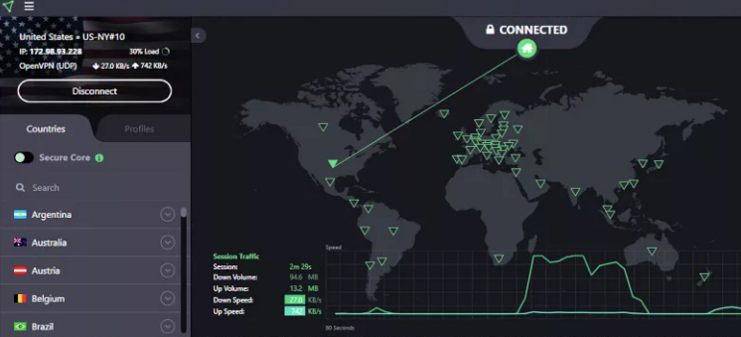 United States » US-NY#10
IP: 172.98.93.228 30% Load
OpenVPN (UDP) 27.0 KB/s 742 KB/s
Disconnect
Countries Profiles
Secure Core
Search
Argentina
Australia
Austria
Belgium
Brazil
CONNECTED
Session Traffic
Session: 2m 29s
Down Volume: 94.6 MB
Up Volume: 13.2 MB
Down Speed: 27.0 KB/s
Up Speed: 742 KB/s
Speed
60 Seconds